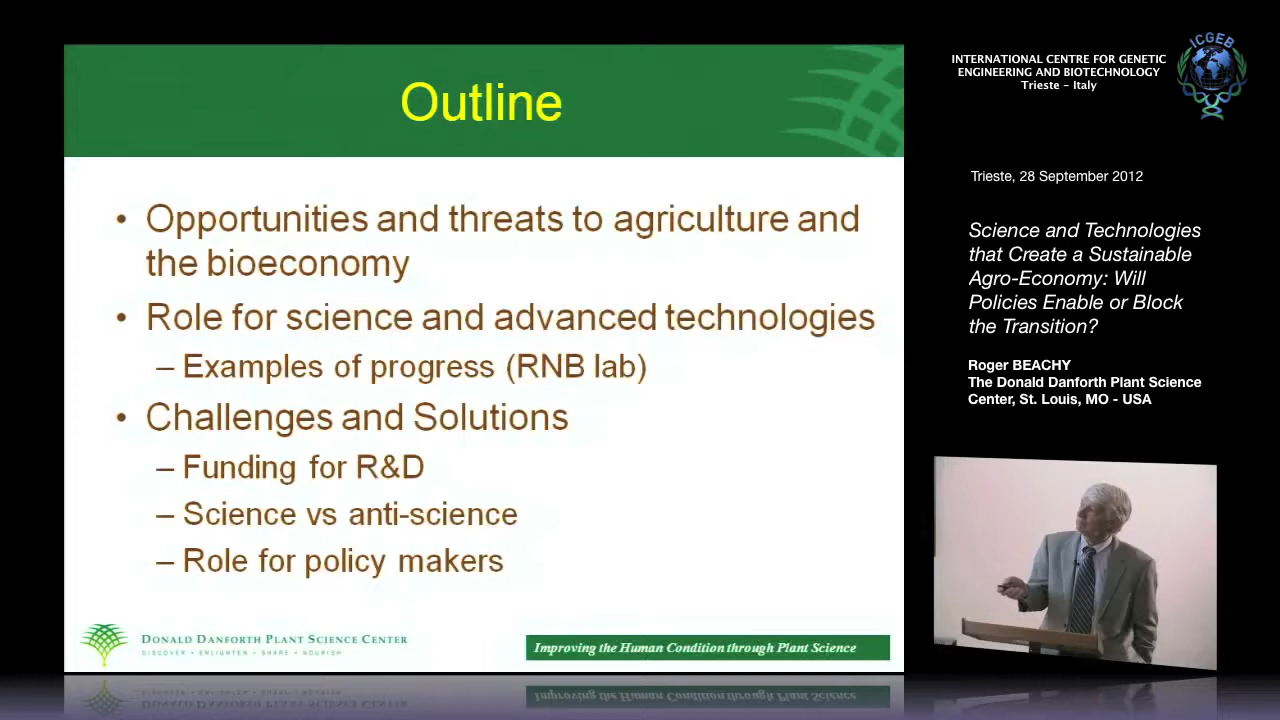 Outline
• Opportunities and threats to agriculture and
the bioeconomy
• Role for science and advanced technologies
– Examples of progress (RNB lab)
• Challenges and Solutions
– Funding for R&D
– Science vs anti-science
– Role for policy makers
DONALD DANFORTH PLANT SCIENCE CENTER
DISCOVER • ENLIGHTEN • SHARE • NOURISH
Improving the Human Condition through Plant Science
INTERNATIONAL CENTRE FOR GENETIC
ENGINEERING AND BIOTECHNOLOGY
Trieste – Italy
ICGEB
Trieste, 28 September 2012
Science and Technologies
that Create a Sustainable
Agro-Economy: Will
Policies Enable or Block
the Transition?
Roger BEACHY
The Donald Danforth Plant Science
Center, St. Louis, MO - USA